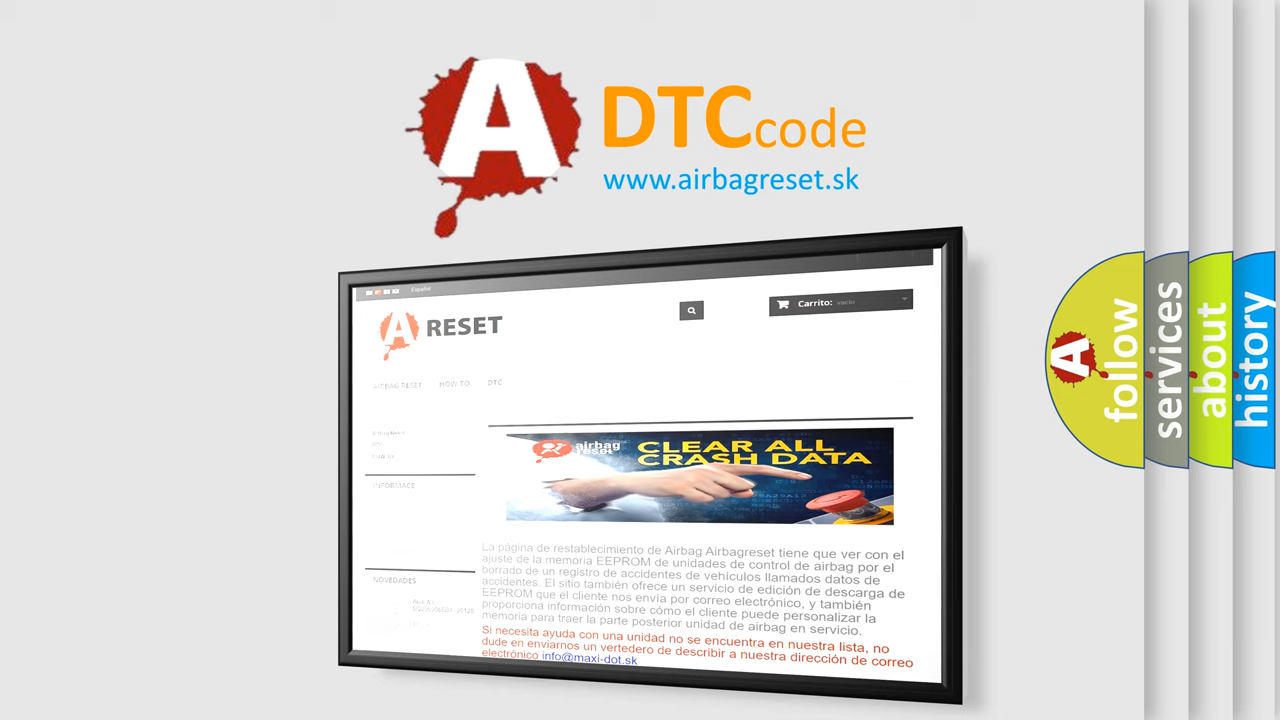 A
DTCcode
www.airbagreset.sk
Español
A RESET
Carrito: vacío
AIRBAG RESET HOW TO DTC
INFORMACE
airbag
reset
CLEAR ALL
CRASH DATA
La página de restablecimiento de Airbag Airbagreset tiene que ver con el
ajuste de la memoria EEPROM de unidades de control de airbag por el
borrado de un registro de accidentes de vehículos llamados datos de
accidentes. El sitio también ofrece un servicio de edición de descarga de
EEPROM que el cliente nos envía por correo electrónico, y también
proporciona información sobre cómo el cliente puede personalizar la
memoria para traer la parte posterior unidad de airbag en servicio.
Si necesita ayuda con una unidad no se encuentra en nuestra lista, no
dude en enviarnos un vertedero de describir a nuestra dirección de correo
electrónico info@maxi-dot.sk
NOVEDADES
A
follow
services
about
history